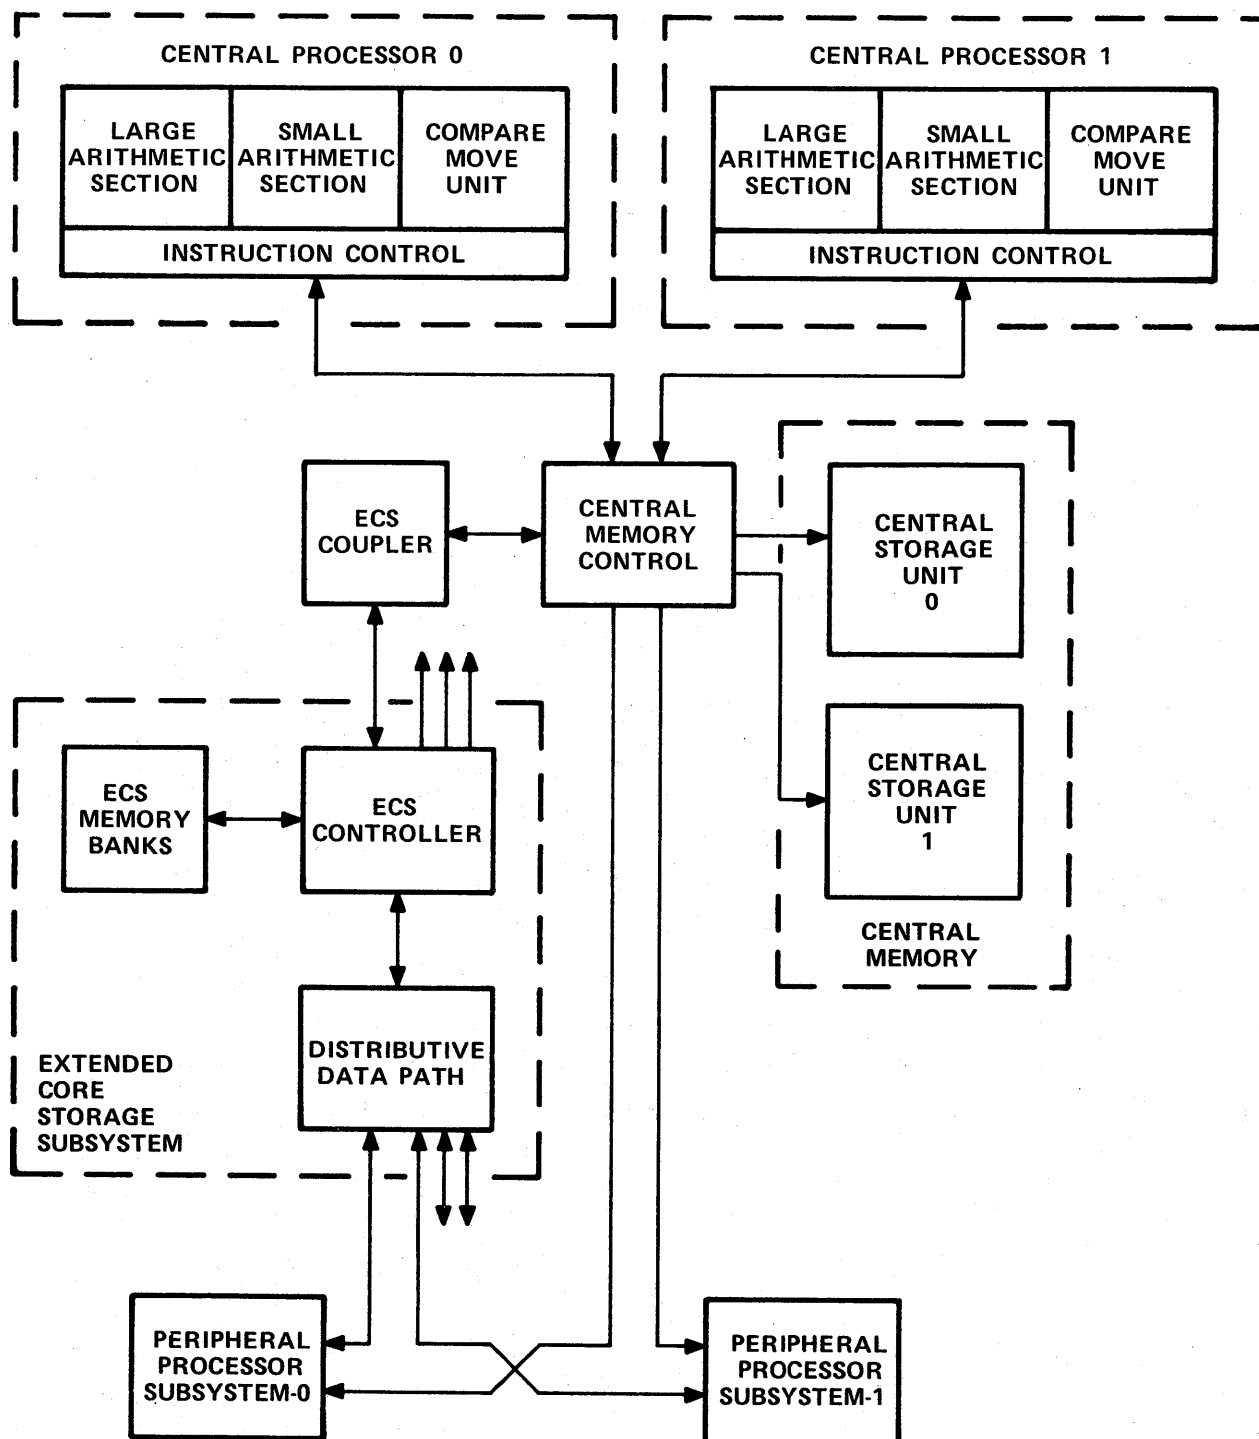 CENTRAL PROCESSOR 0
LARGE
ARITHMETIC
SECTION
SMALL
ARITHMETIC
SECTION
COMPARE
MOVE
UNIT
INSTRUCTION CONTROL
CENTRAL PROCESSOR 1
LARGE
ARITHMETIC
SECTION
SMALL
ARITHMETIC
SECTION
COMPARE
MOVE
UNIT
INSTRUCTION CONTROL
ECS
COUPLER
CENTRAL
MEMORY
CONTROL
CENTRAL
STORAGE
UNIT
0
CENTRAL
STORAGE
UNIT
1
CENTRAL
MEMORY
ECS
MEMORY
BANKS
ECS
CONTROLLER
DISTRIBUTIVE
DATA PATH
EXTENDED
CORE
STORAGE
SUBSYSTEM
PERIPHERAL
PROCESSOR
SUBSYSTEM-0
PERIPHERAL
PROCESSOR
SUBSYSTEM-1